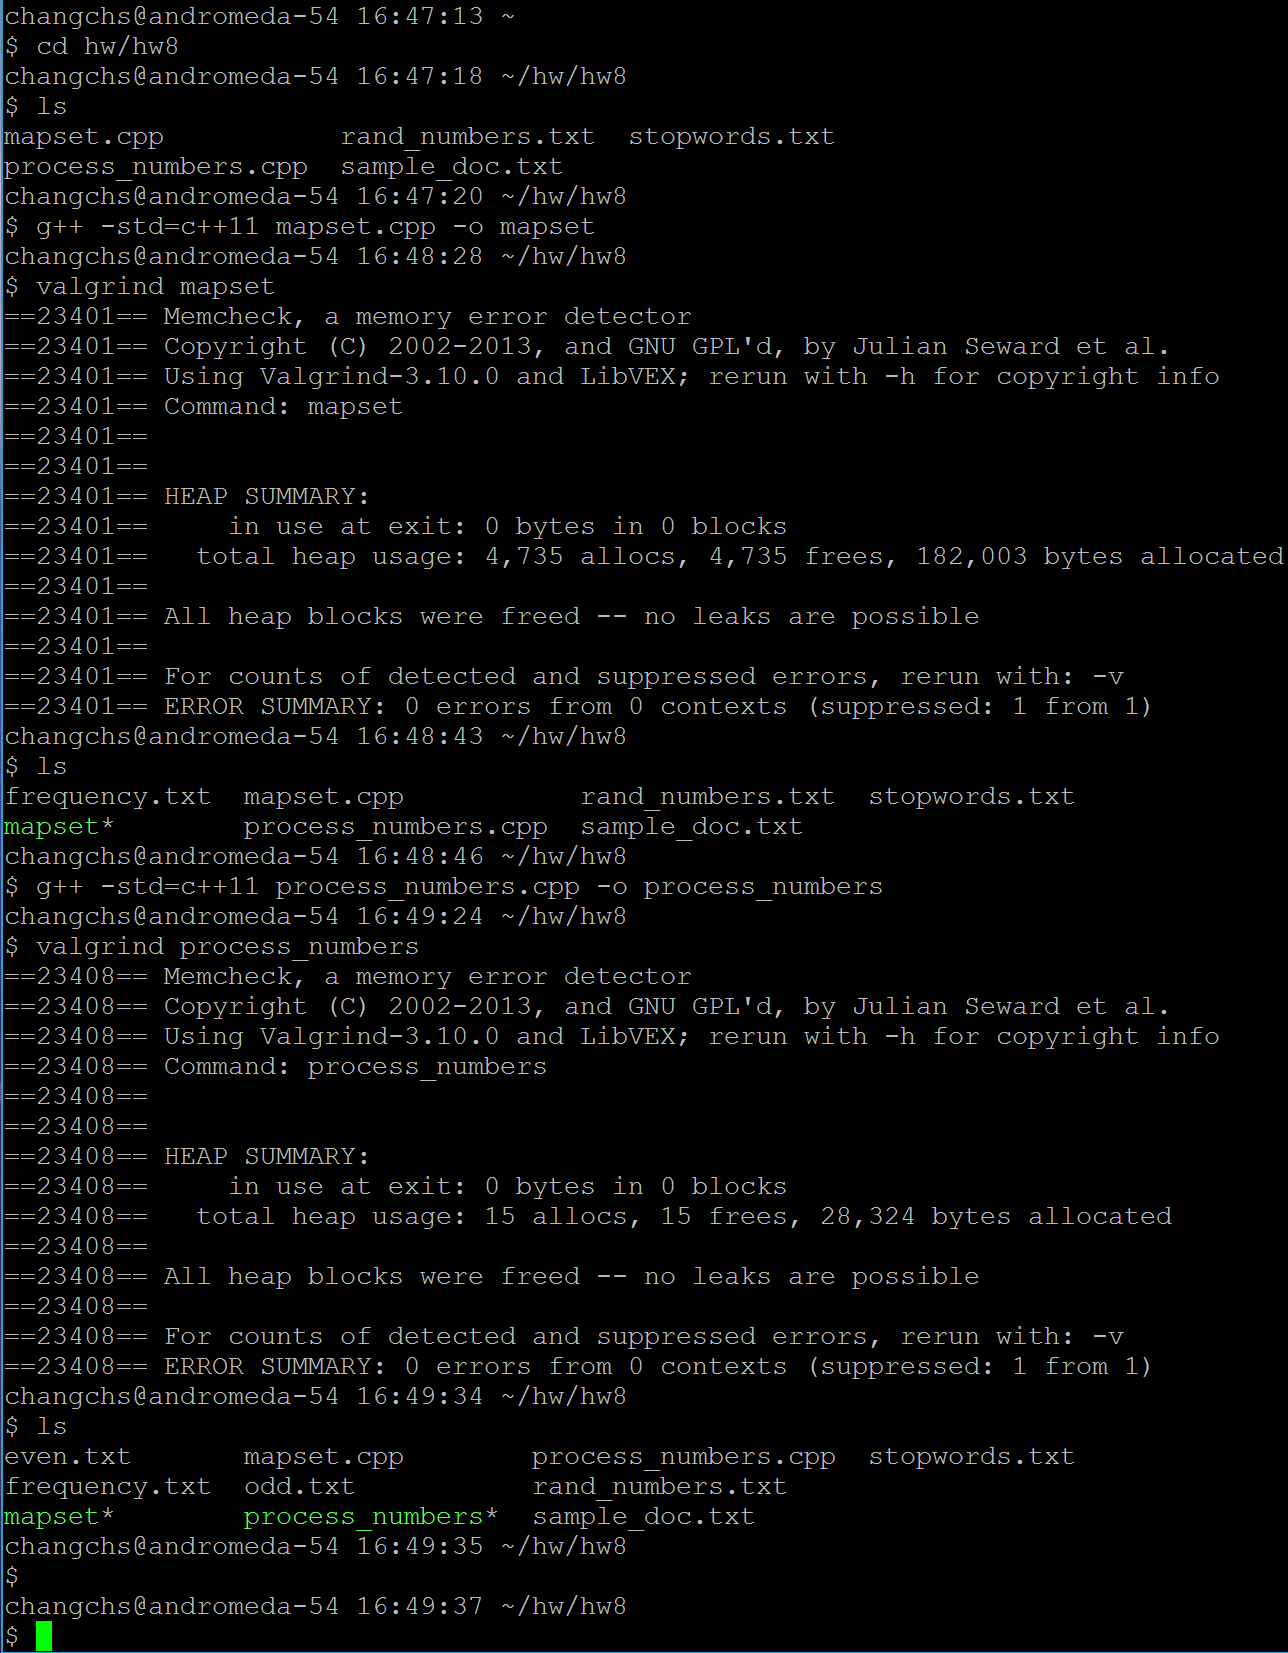 changchs@andromeda-54 16:47:13 ~
$ cd hw/hw8
changchs@andromeda-54 16:47:18 ~/hw/hw8
$ ls
mapset.cpp           rand_numbers.txt  stopwords.txt
process_numbers.cpp  sample_doc.txt
changchs@andromeda-54 16:47:20 ~/hw/hw8
$ g++ -std=c++11 mapset.cpp -o mapset
changchs@andromeda-54 16:48:28 ~/hw/hw8
$ valgrind mapset
==23401== Memcheck, a memory error detector
==23401== Copyright (C) 2002-2013, and GNU GPL'd, by Julian Seward et al.
==23401== Using Valgrind-3.10.0 and LibVEX; rerun with -h for copyright info
==23401== Command: mapset
==23401==
==23401==
==23401== HEAP SUMMARY:
==23401==     in use at exit: 0 bytes in 0 blocks
==23401==   total heap usage: 4,735 allocs, 4,735 frees, 182,003 bytes allocated
==23401==
==23401== All heap blocks were freed -- no leaks are possible
==23401==
==23401== For counts of detected and suppressed errors, rerun with: -v
==23401== ERROR SUMMARY: 0 errors from 0 contexts (suppressed: 1 from 1)
changchs@andromeda-54 16:48:43 ~/hw/hw8
$ ls
frequency.txt  mapset.cpp           rand_numbers.txt  stopwords.txt
mapset*        process_numbers.cpp  sample_doc.txt
changchs@andromeda-54 16:48:46 ~/hw/hw8
$ g++ -std=c++11 process_numbers.cpp -o process_numbers
changchs@andromeda-54 16:49:24 ~/hw/hw8
$ valgrind process_numbers
==23408== Memcheck, a memory error detector
==23408== Copyright (C) 2002-2013, and GNU GPL'd, by Julian Seward et al.
==23408== Using Valgrind-3.10.0 and LibVEX; rerun with -h for copyright info
==23408== Command: process_numbers
==23408==
==23408==
==23408== HEAP SUMMARY:
==23408==     in use at exit: 0 bytes in 0 blocks
==23408==   total heap usage: 15 allocs, 15 frees, 28,324 bytes allocated
==23408==
==23408== All heap blocks were freed -- no leaks are possible
==23408==
==23408== For counts of detected and suppressed errors, rerun with: -v
==23408== ERROR SUMMARY: 0 errors from 0 contexts (suppressed: 1 from 1)
changchs@andromeda-54 16:49:34 ~/hw/hw8
$ ls
even.txt       mapset.cpp        process_numbers.cpp  stopwords.txt
frequency.txt  odd.txt           rand_numbers.txt
mapset*        process_numbers*  sample_doc.txt
changchs@andromeda-54 16:49:35 ~/hw/hw8
$
changchs@andromeda-54 16:49:37 ~/hw/hw8
$